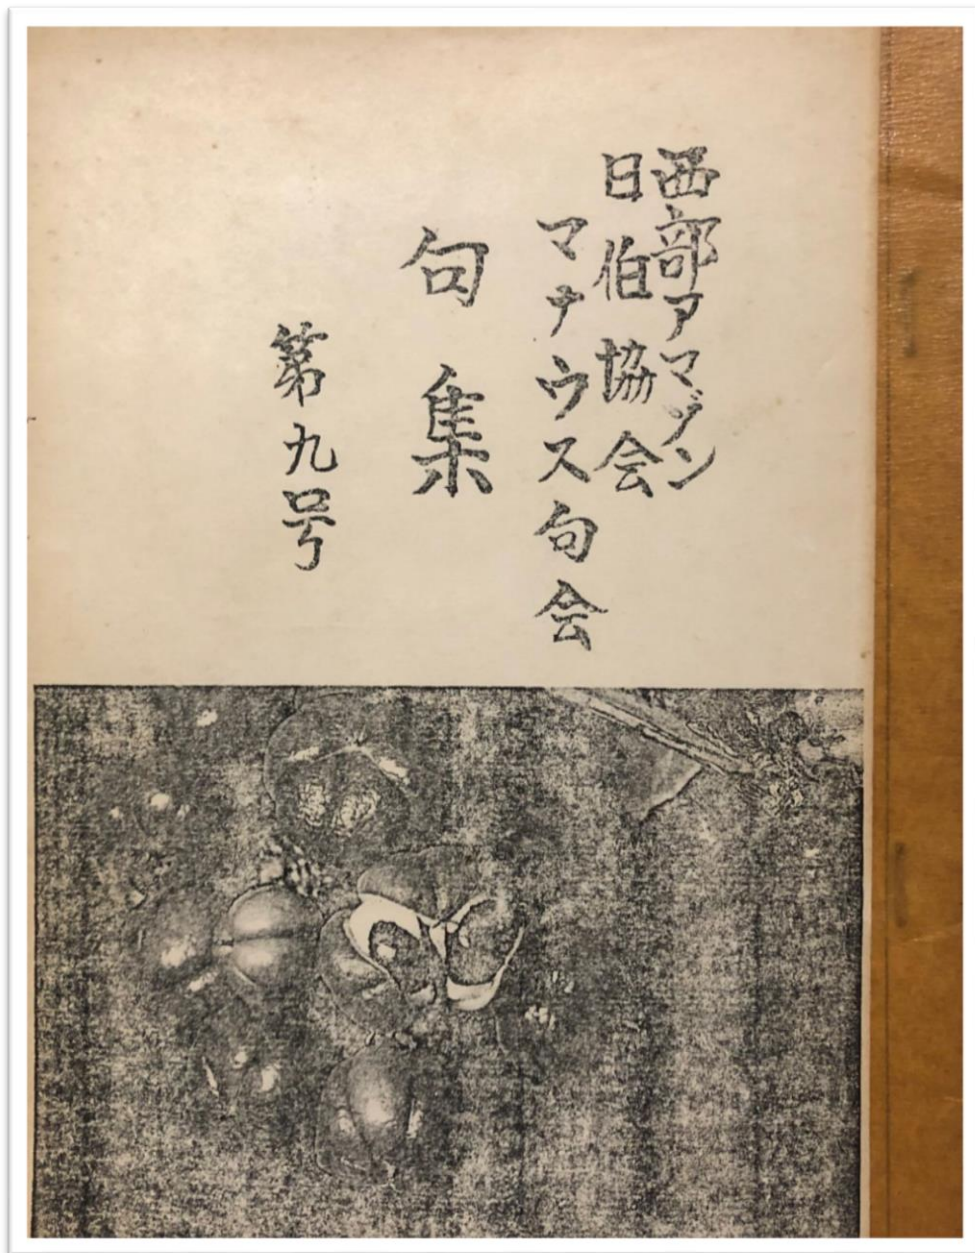 西部アマゾン
日伯協会
マナウス句会
句集
第九号